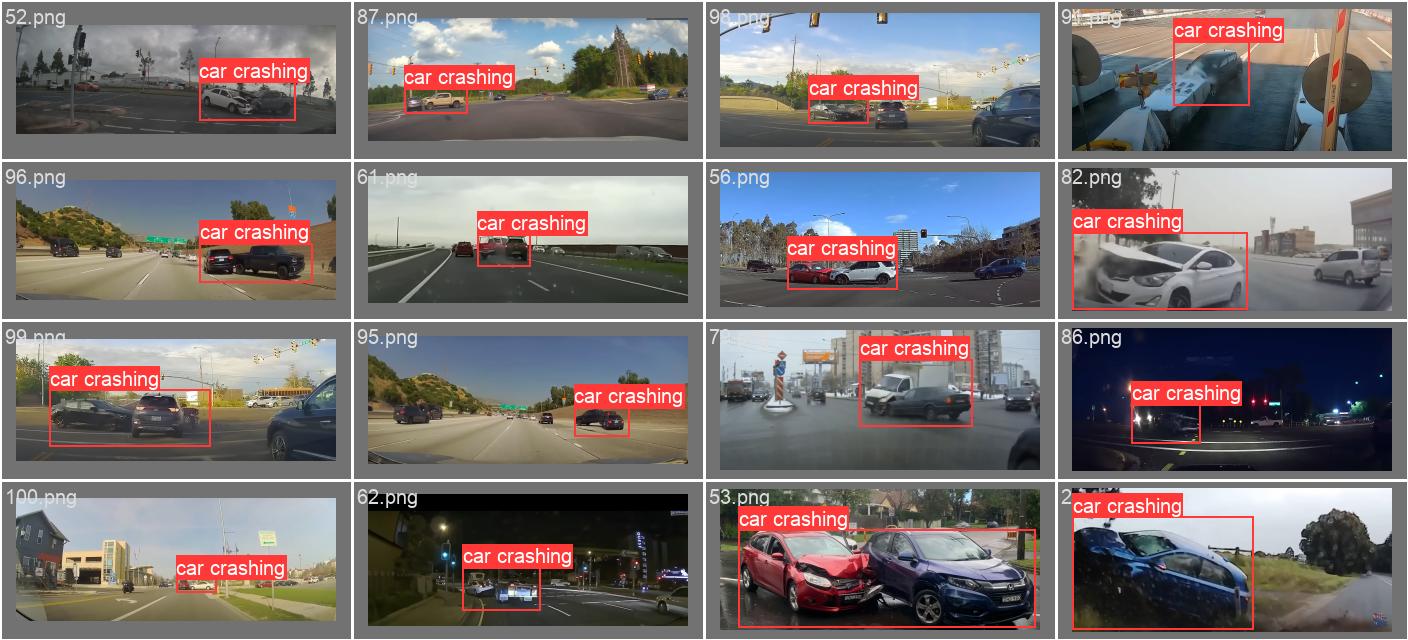 52.png
car crashing
87.png
car crashing
98.png
car crashing
car crashing
96.png
car crashing
61.png
car crashing
56.png
car crashing
82.png
car crashing
99.png
car crashing
95.png
car crashing
car crashing
86.png
car crashing
100.png
car crashing
62.png
car crashing
53.png
car crashing
car crashing